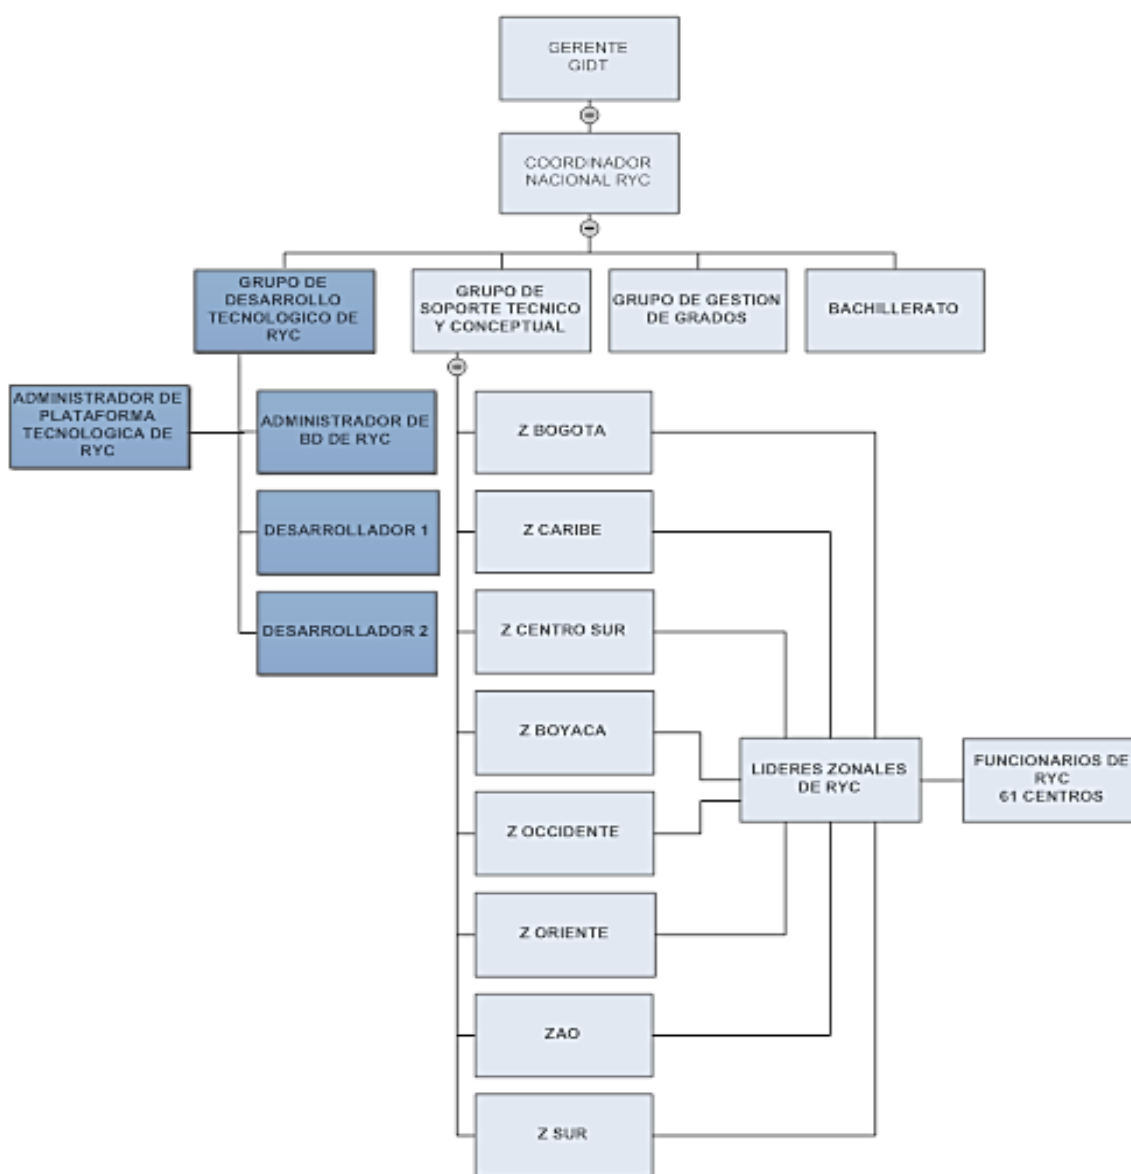 GERENTE
GIDT
COORDINADOR
NACIONAL RYC
GRUPO DE
DESARROLLO
TECNOLOGICO DE
RYC
GRUPO DE
SOPORTE TECNICO
Y CONCEPTUAL
GRUPO DE GESTION
DE GRADOS
BACHILLERATO
ADMINISTRADOR DE
PLATAFORMA
TECNOLOGICA DE
RYC
ADMINISTRADOR DE
BD DE RYC
DESARROLLADOR 1
DESARROLLADOR 2
Z BOGOTA
Z CARIBE
Z CENTRO SUR
Z BOYACA
Z OCCIDENTE
Z ORIENTE
ZAO
Z SUR
LIDERES ZONALES
DE RYC
FUNCIONARIOS DE
RYC
61 CENTROS